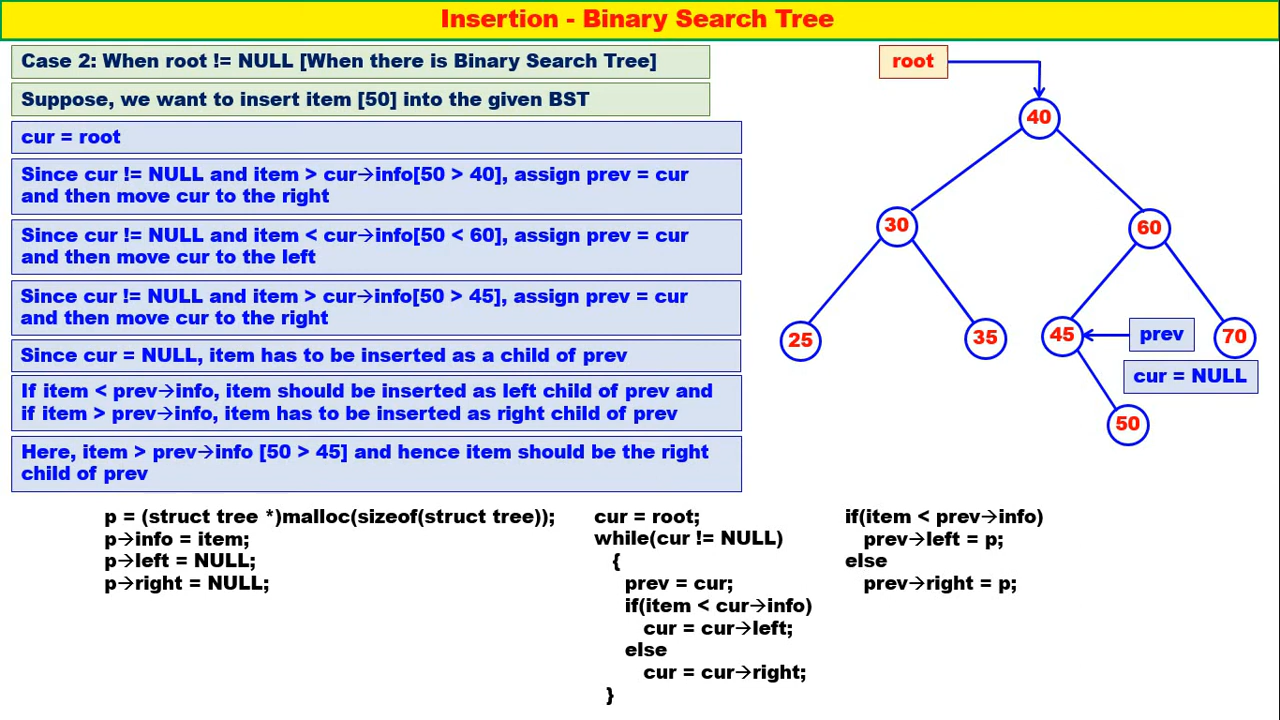 Insertion - Binary Search Tree
Case 2: When root != NULL [When there is Binary Search Tree]
Suppose, we want to insert item [50] into the given BST
cur = root
Since cur != NULL and item > cur→info[50 > 40], assign prev = cur
and then move cur to the right
Since cur != NULL and item < cur→info[50 < 60], assign prev = cur
and then move cur to the left
Since cur != NULL and item > cur→info[50 > 45], assign prev = cur
and then move cur to the right
Since cur = NULL, item has to be inserted as a child of prev
If item < prev→info, item should be inserted as left child of prev and
if item > prev→info, item has to be inserted as right child of prev
Here, item > prev→info [50 > 45] and hence item should be the right
child of prev
root
40
30
60
25
35
45
prev
70
cur = NULL
50
p = (struct tree *)malloc(sizeof(struct tree));
p→info = item;
p→left = NULL;
p→right = NULL;
cur = root;
while(cur != NULL)
{
prev = cur;
if(item < cur→info)
cur = cur→left;
else
cur = cur→right;
}
if(item < prev→info)
prev→left = p;
else
prev→right = p;